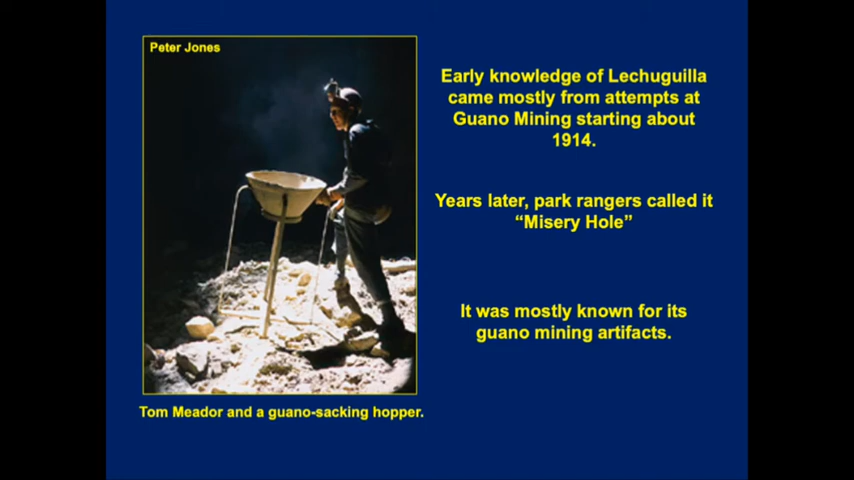 Peter Jones
Early knowledge of Lechuguilla
came mostly from attempts at
Guano Mining starting about
1914.
Years later, park rangers called it
“Misery Hole”
It was mostly known for its
guano mining artifacts.
Tom Meador and a guano-sacking hopper.